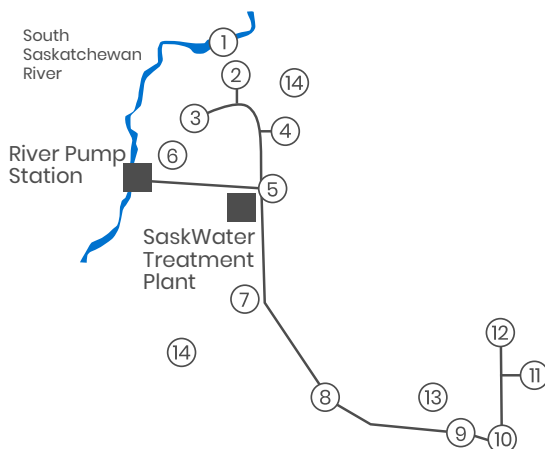 South
Saskatchewan
River
1
2
14
3
4
River Pump
Station
6
5
SaskWater
Treatment
Plant
7
14
12
11
8
13
9
10